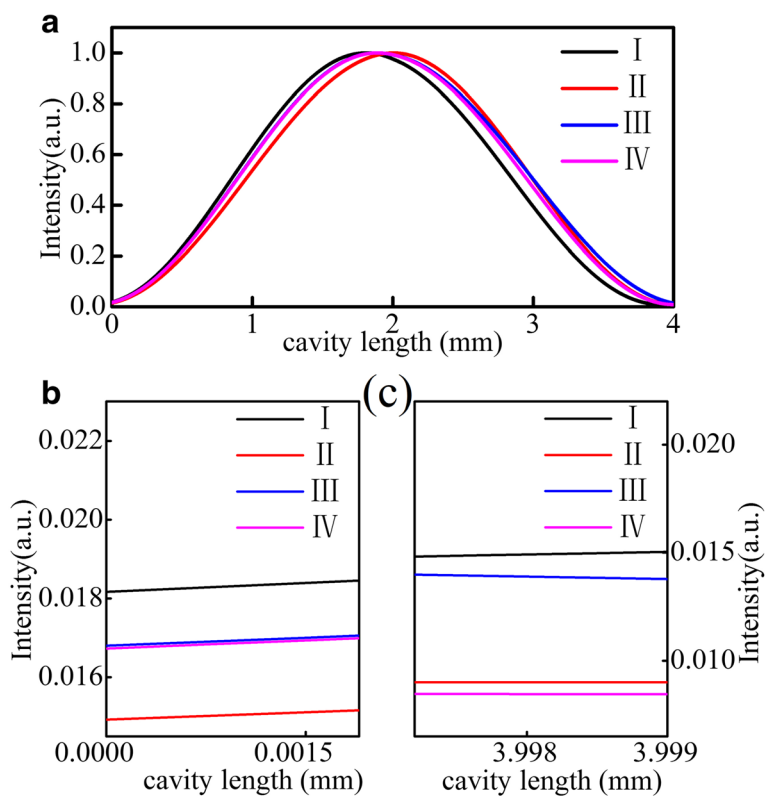 a
Intensity(a.u.)
1.0
0.8
0.6
0.4
0.2
0.0
0
1
2
3
4
cavity length (mm)
I
II
III
IV
b
Intensity(a.u.)
0.022
0.020
0.018
0.016
0.0000
0.0015
cavity length (mm)
I
II
III
IV
(c)
I
II
III
IV
0.020
0.015
0.010
Intensity(a.u.)
3.998
3.999
cavity length (mm)